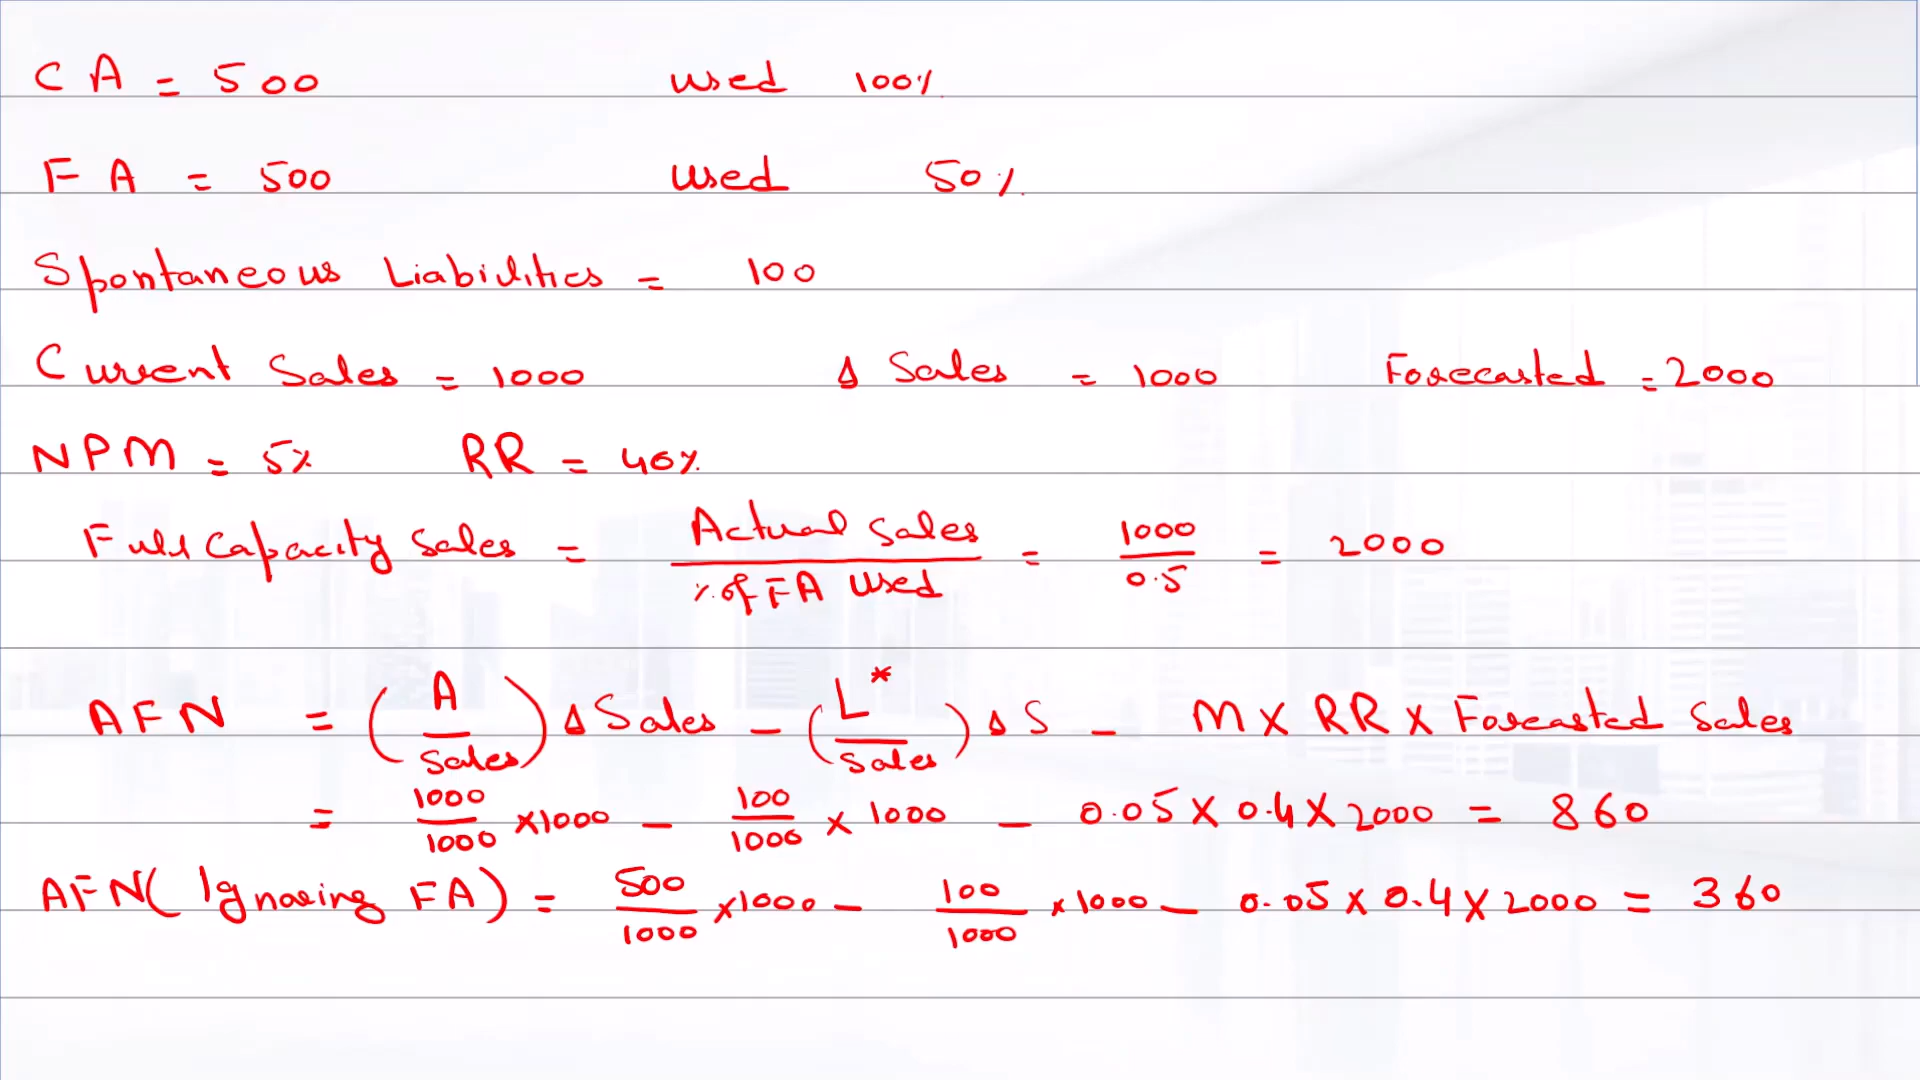 CA = 500 used 100%
FA = 500 used 50%
Spontaneous Liabilities = 100
Current Sales = 1000 Δ Sales = 1000 Forecasted = 2000
NPM = 5% RR = 40%
Full Capacity Sales = Actual Sales / % of FA Used = 1000 / 0.5 = 2000
AFN = (A / Sales) Δ Sales - (L* / Sales) Δ S - M X RR X Forecasted Sales
= 1000 / 1000 x 1000 - 100 / 1000 x 1000 - 0.05 X 0.4 X 2000 = 860
AFN (Ignoring FA) = 500 / 1000 x 1000 - 100 / 1000 x 1000 - 0.05 X 0.4 X 2000 = 360